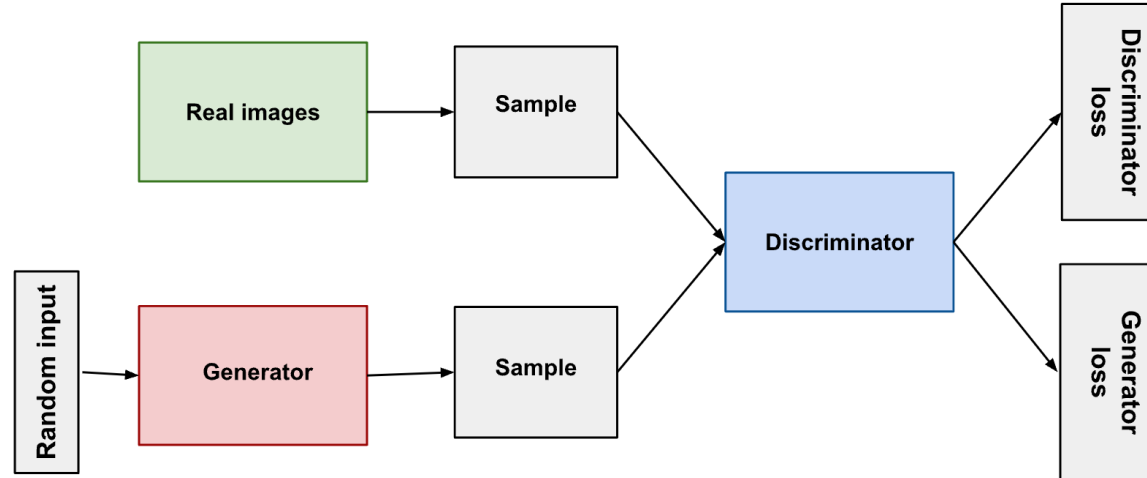 Real images
Sample
Discriminator
loss
Discriminator
Random input
Generator
Sample
Generator
loss